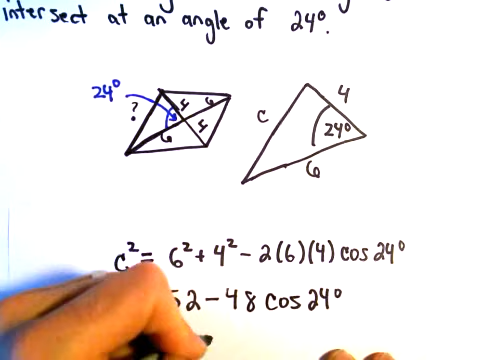 intersect at an angle of 24°.
24°
?
4 6
6 4
c 4
24°
6
c² = 6² + 4² - 2(6)(4) cos 24°
52 - 48 cos 24°